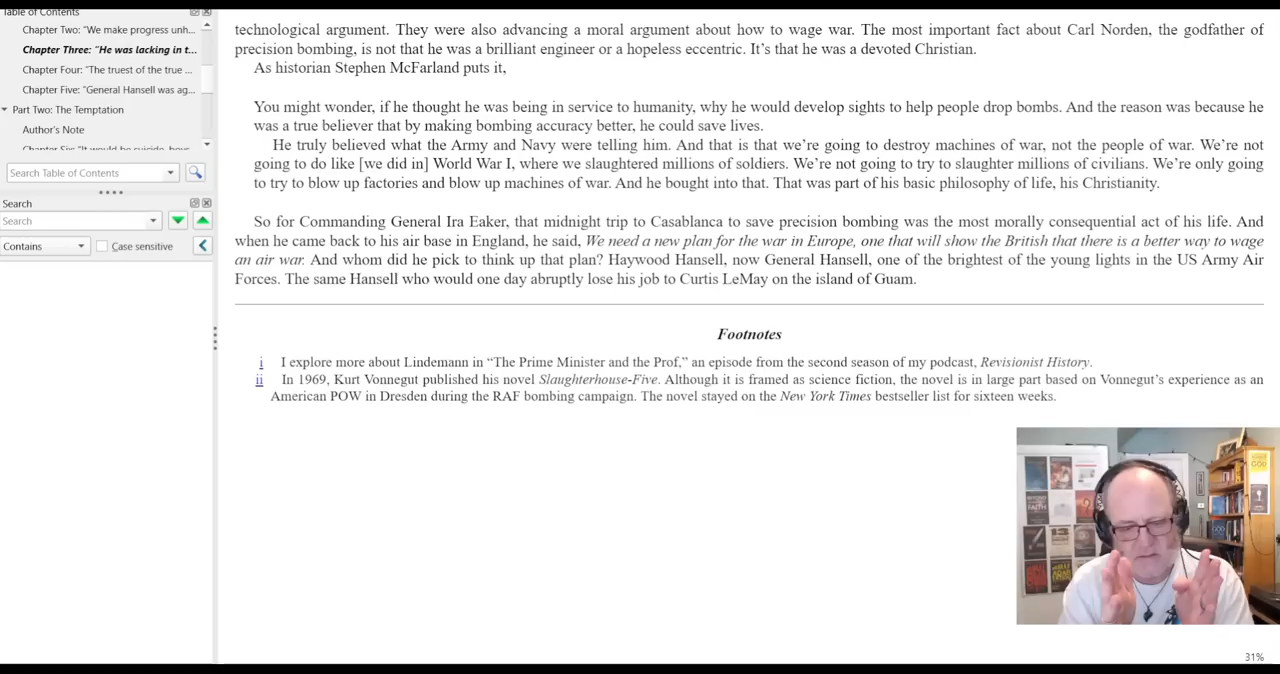 Table of Contents
Chapter Two: "We make progress unh...
Chapter Three: "He was lacking in t...
Chapter Four: "The truest of the true ...
Chapter Five: "General Hansell was ag...
Part Two: The Temptation
Author's Note
Search Table of Contents
Search
Search
Contains
Case sensitive
technological argument. They were also advancing a moral argument about how to wage war. The most important fact about Carl Norden, the godfather of
precision bombing, is not that he was a brilliant engineer or a hopeless eccentric. It's that he was a devoted Christian.
As historian Stephen McFarland puts it,
You might wonder, if he thought he was being in service to humanity, why he would develop sights to help people drop bombs. And the reason was because he
was a true believer that by making bombing accuracy better, he could save lives.
He truly believed what the Army and Navy were telling him. And that is that we're going to destroy machines of war, not the people of war. We're not
going to do like [we did in] World War I, where we slaughtered millions of soldiers. We're not going to try to slaughter millions of civilians. We're only going
to try to blow up factories and blow up machines of war. And he bought into that. That was part of his basic philosophy of life, his Christianity.
So for Commanding General Ira Eaker, that midnight trip to Casablanca to save precision bombing was the most morally consequential act of his life. And
when he came back to his air base in England, he said, We need a new plan for the war in Europe, one that will show the British that there is a better way to wage
an air war. And whom did he pick to think up that plan? Haywood Hansell, now General Hansell, one of the brightest of the young lights in the US Army Air
Forces. The same Hansell who would one day abruptly lose his job to Curtis LeMay on the island of Guam.
Footnotes
i I explore more about Lindemann in "The Prime Minister and the Prof," an episode from the second season of my podcast, Revisionist History.
ii In 1969, Kurt Vonnegut published his novel Slaughterhouse-Five. Although it is framed as science fiction, the novel is in large part based on Vonnegut's experience as an
American POW in Dresden during the RAF bombing campaign. The novel stayed on the New York Times bestseller list for sixteen weeks.
FAITH
GOD
31%